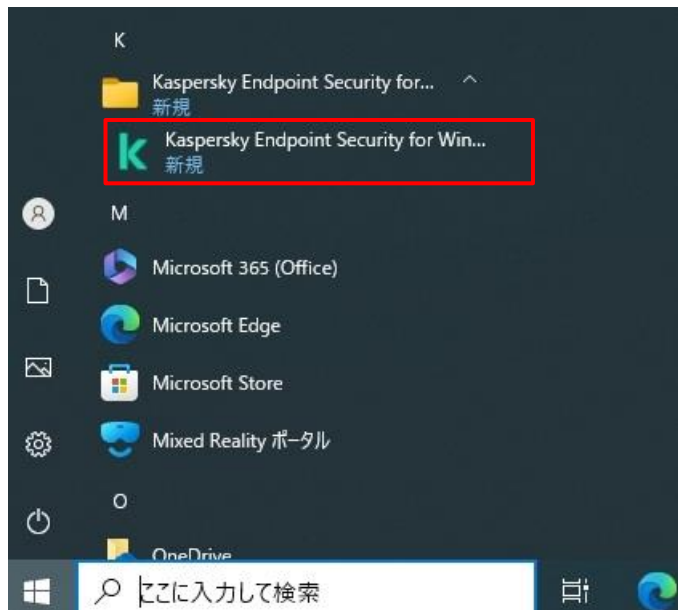 K
Kaspersky Endpoint Security for...
新規
Kaspersky Endpoint Security for Win...
新規
M
Microsoft 365 (Office)
Microsoft Edge
Microsoft Store
Mixed Reality ポータル
O
OneDrive
ここに入力して検索